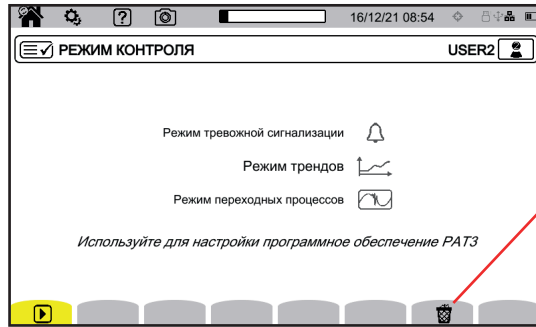 16/12/21 08:54
РЕЖИМ КОНТРОЛЯ USER2
Режим тревожной сигнализации
Режим трендов
Режим переходных процессов
Используйте для настройки программное обеспечение PAT3